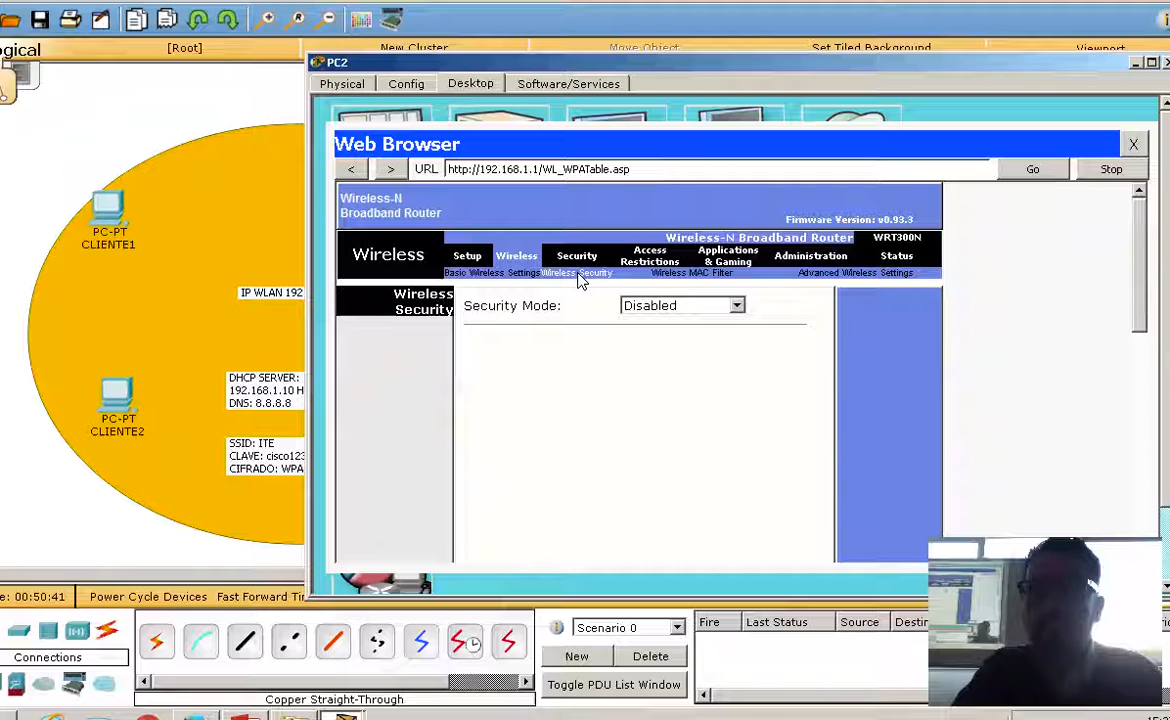 [Root]
New Cluster
Move Object
Set Tiled Background
Viewport
ogical
PC2
Physical
Config
Desktop
Software/Services
Web Browser
X
<
>
URL
http://192.168.1.1/WL_WPATable.asp
Go
Stop
Wireless-N
Broadband Router
Firmware Version: v0.93.3
Wireless-N Broadband Router
WRT300N
Wireless
Setup
Wireless
Security
Access
Restrictions
Applications
& Gaming
Administration
Status
Basic Wireless Settings
Wireless Security
Wireless MAC Filter
Advanced Wireless Settings
Wireless
Security
Security Mode:
Disabled
PC-PT
CLIENTE1
IP WLAN 192
DHCP SERVER:
192.168.1.10 H
DNS: 8.8.8.8
PC-PT
CLIENTE2
SSID: ITE
CLAVE: cisco123
CIFRADO: WPA
e: 00:50:41
Power Cycle Devices
Fast Forward Ti
Connections
Copper Straight-Through
Scenario 0
New
Delete
Toggle PDU List Window
Fire
Last Status
Source
Destin